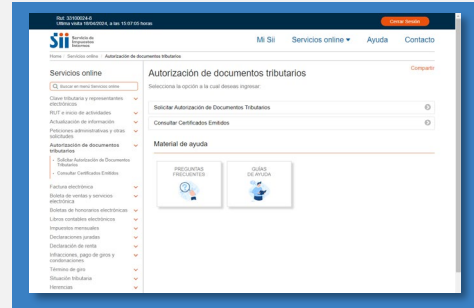 Rut: 33100024-6
Ultima visita 18/04/2024, a las 15:07:05 horas
Cerrar Sesión
Sii Servicio de
Impuestos
Internos
Mi Sii
Servicios online
Ayuda
Contacto
Home / Servicios online / Autorización de documentos tributarios
Servicios online
Buscar en menú Servicios online
Clave tributaria y representantes
electrónicos
RUT e inicio de actividades
Actualización de información
Peticiones administrativas y otras
solicitudes
Autorización de documentos
tributarios
Solicitar Autorización de Documentos
Tributarios
Consultar Certificados Emitidos
Factura electrónica
Boleta de ventas y servicios
electrónica
Boletas de honorarios electrónicas
Libros contables electrónicos
Impuestos mensuales
Declaraciones juradas
Declaración de renta
Infracciones, pago de giros y
condonaciones
Término de giro
Situación tributaria
Herencias
Autorización de documentos tributarios
Compartir
Selecciona la opción a la cual deseas ingresar:
Solicitar Autorización de Documentos Tributarios
Consultar Certificados Emitidos
Material de ayuda
PREGUNTAS
FRECUENTES
GUÍAS
DE AYUDA